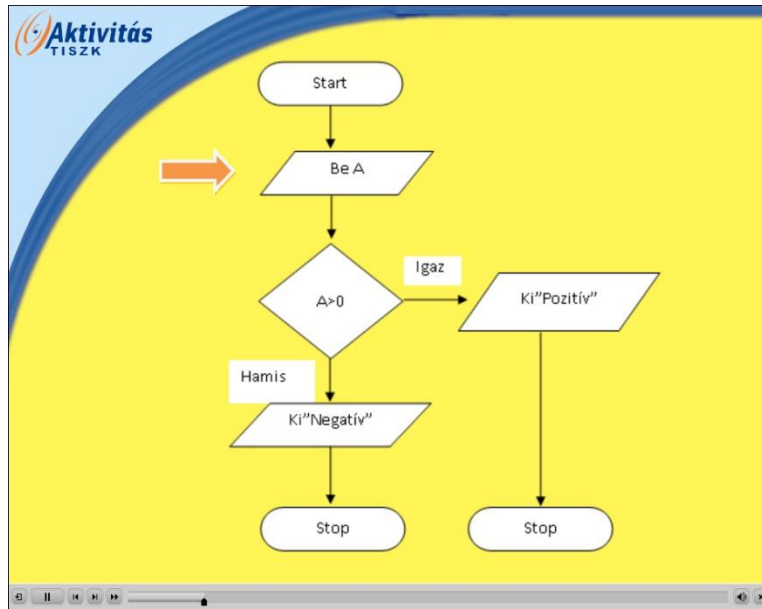 Aktivitás
TISZK
Start
Be A
A>0
Igaz
Ki”Pozitív”
Hamis
Ki”Negatív”
Stop
Stop